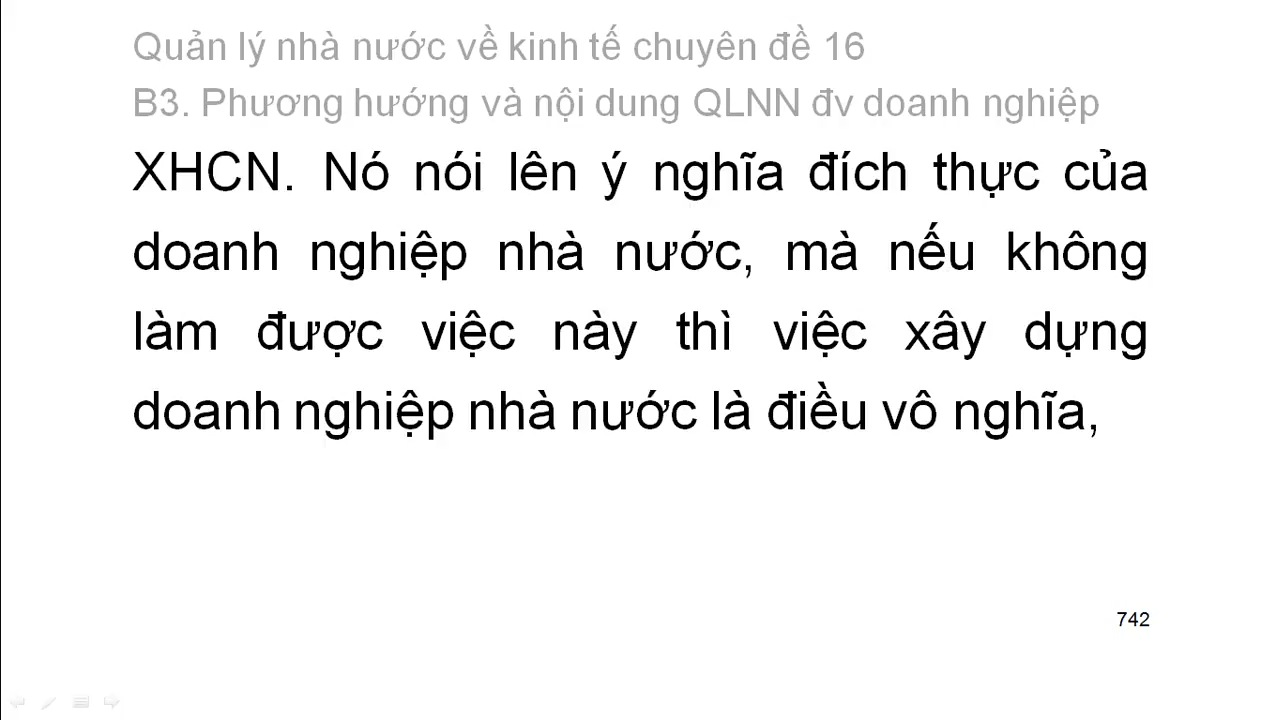 Quản lý nhà nước về kinh tế chuyên đề 16
B3. Phương hướng và nội dung QLNN đv doanh nghiệp
XHCN. Nó nói lên ý nghĩa đích thực của
doanh nghiệp nhà nước, mà nếu không
làm được việc này thì việc xây dựng
doanh nghiệp nhà nước là điều vô nghĩa,
742